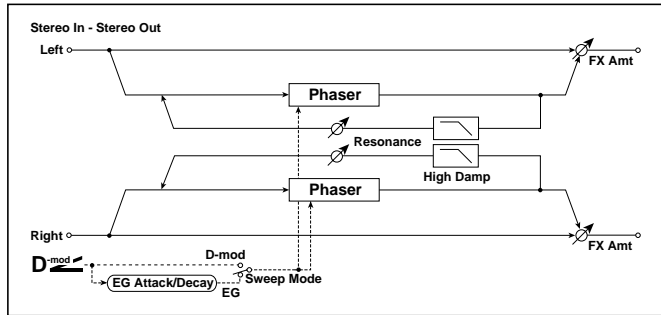 Stereo In - Stereo Out
Left
FX Amt
Phaser
Resonance
High Damp
Phaser
Right
FX Amt
D-mod
D-mod
Sweep Mode
EG Attack/Decay
EG